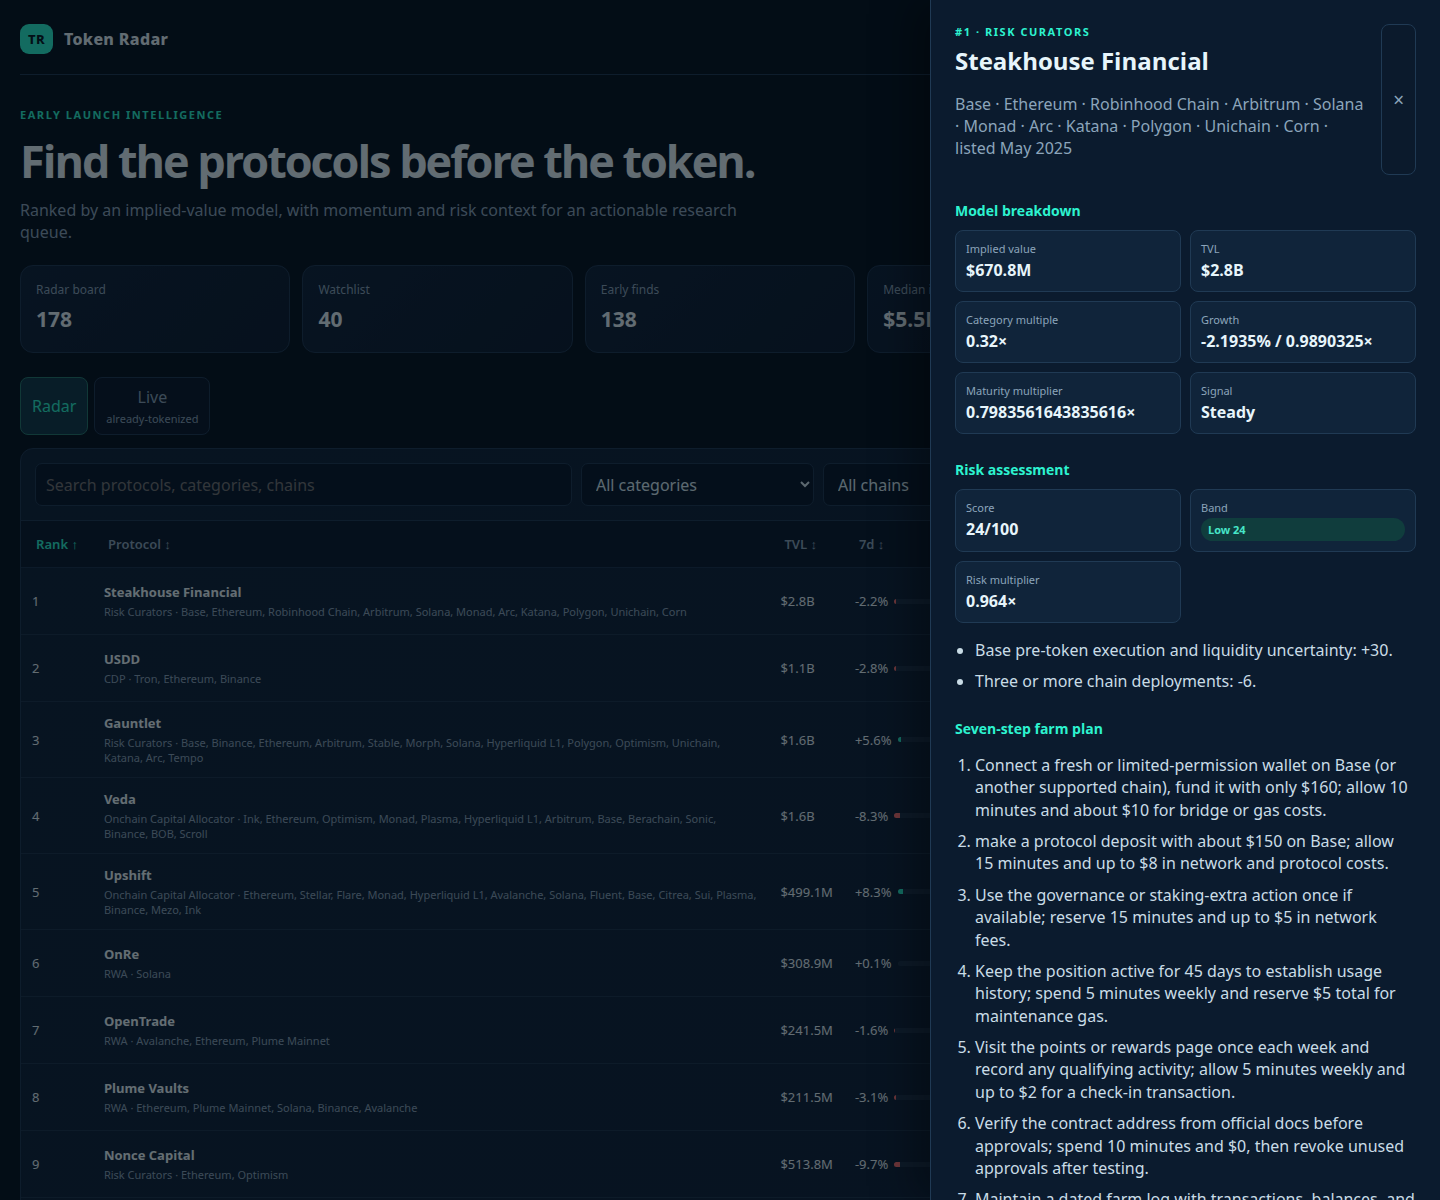 TR Token Radar
EARLY LAUNCH INTELLIGENCE
Find the protocols before the token.
Ranked by an implied-value model, with momentum and risk context for an actionable research
queue.
Radar board
178
Watchlist
40
Early finds
138
Median
$5.5
Radar
Live
already-tokenized
Search protocols, categories, chains
All categories
All chains
Rank ↑ Protocol ↕ TVL ↕ 7d ↕
1 Steakhouse Financial $2.8B -2.2%
Risk Curators · Base, Ethereum, Robinhood Chain, Arbitrum, Solana, Monad, Arc, Katana, Polygon, Unichain, Corn
2 USDD $1.1B -2.8%
CDP · Tron, Ethereum, Binance
3 Gauntlet $1.6B +5.6%
Risk Curators · Base, Binance, Ethereum, Arbitrum, Stable, Morph, Solana, Hyperliquid L1, Polygon, Optimism, Unichain,
Katana, Arc, Tempo
4 Veda $1.6B -8.3%
Onchain Capital Allocator · Ink, Ethereum, Optimism, Monad, Plasma, Hyperliquid L1, Arbitrum, Base, Berachain, Sonic,
Binance, BOB, Scroll
5 Upshift $499.1M +8.3%
Onchain Capital Allocator · Ethereum, Stellar, Flare, Monad, Hyperliquid L1, Avalanche, Solana, Fluent, Base, Citrea, Sui, Plasma,
Binance, Mezo, Ink
6 OnRe $308.9M +0.1%
RWA · Solana
7 OpenTrade $241.5M -1.6%
RWA · Avalanche, Ethereum, Plume Mainnet
8 Plume Vaults $211.5M -3.1%
RWA · Ethereum, Plume Mainnet, Solana, Binance, Avalanche
9 Nonce Capital $513.8M -9.7%
Risk Curators · Ethereum, Optimism
#1 · RISK CURATORS
Steakhouse Financial
×
Base · Ethereum · Robinhood Chain · Arbitrum · Solana
· Monad · Arc · Katana · Polygon · Unichain · Corn ·
listed May 2025
Model breakdown
Implied value
$670.8M
TVL
$2.8B
Category multiple
0.32×
Growth
-2.1935% / 0.9890325×
Maturity multiplier
0.7983561643835616×
Signal
Steady
Risk assessment
Score
24/100
Band
Low 24
Risk multiplier
0.964×
• Base pre-token execution and liquidity uncertainty: +30.
• Three or more chain deployments: -6.
Seven-step farm plan
1. Connect a fresh or limited-permission wallet on Base (or
another supported chain), fund it with only $160; allow 10
minutes and about $10 for bridge or gas costs.
2. make a protocol deposit with about $150 on Base; allow
15 minutes and up to $8 in network and protocol costs.
3. Use the governance or staking-extra action once if
available; reserve 15 minutes and up to $5 in network
fees.
4. Keep the position active for 45 days to establish usage
history; spend 5 minutes weekly and reserve $5 total for
maintenance gas.
5. Visit the points or rewards page once each week and
record any qualifying activity; allow 5 minutes weekly and
up to $2 for a check-in transaction.
6. Verify the contract address from official docs before
approvals; spend 10 minutes and $0, then revoke unused
approvals after testing.
7. Maintain a dated farm log with transactions, balances, and